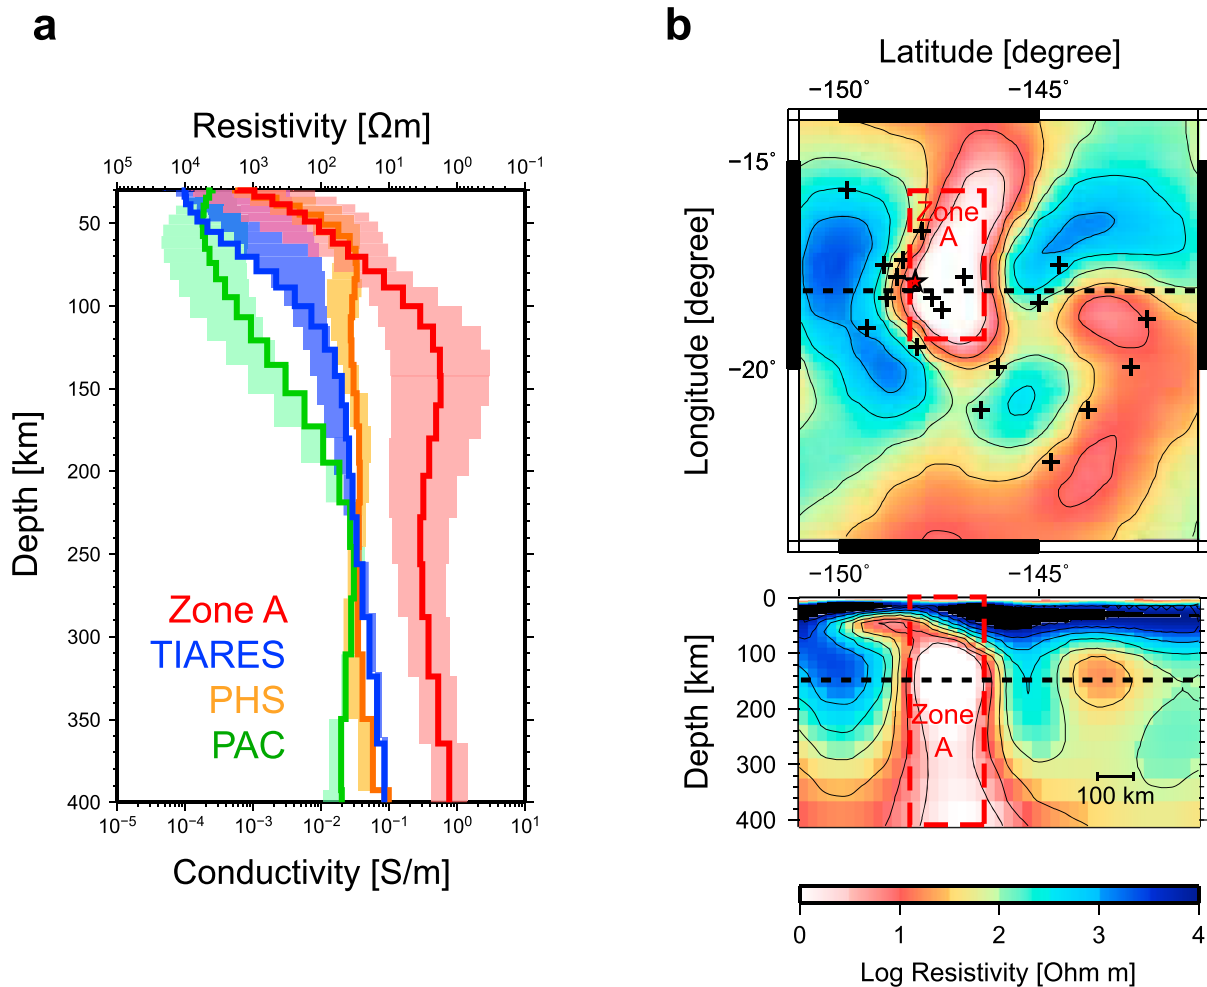 a
Resistivity [Ωm]
10⁵ 10⁴ 10³ 10² 10¹ 10⁰ 10⁻¹
Depth [km]
50
100
150
200
250
300
350
400
Zone A
TIARES
PHS
PAC
10⁻⁵ 10⁻⁴ 10⁻³ 10⁻² 10⁻¹ 10⁰ 10¹
Conductivity [S/m]
b
Latitude [degree]
−150˚ −145˚
Longitude [degree]
−15˚
−20˚
Zone
A
−150˚ −145˚
Depth [km]
0
100
200
300
400
Zone
A
100 km
0 1 2 3 4
Log Resistivity [Ohm m]